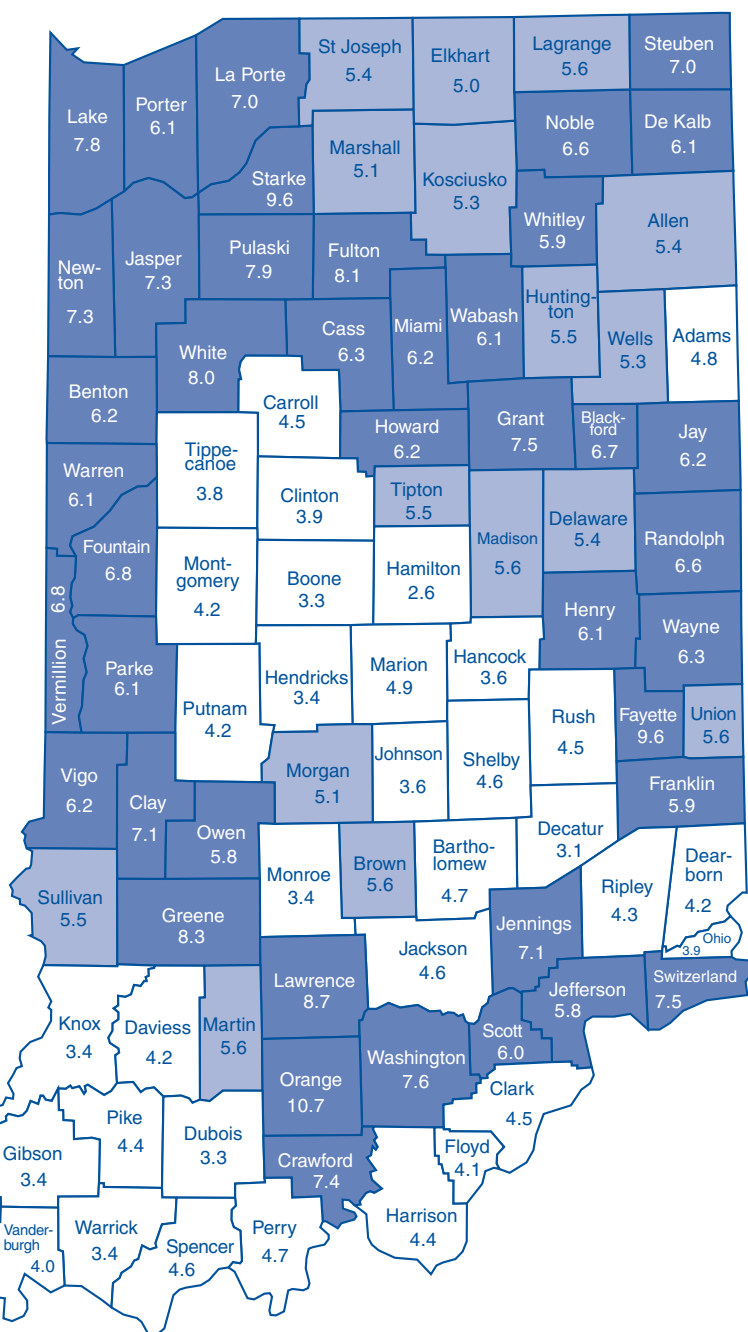 St Joseph
5.4
Elkhart
5.0
Lagrange
5.6
Steuben
7.0
La Porte
7.0
Porter
6.1
Lake
7.8
Noble
6.6
De Kalb
6.1
Marshall
5.1
Starke
9.6
Kosciusko
5.3
Whitley
5.9
Allen
5.4
New-
ton
7.3
Jasper
7.3
Pulaski
7.9
Fulton
8.1
Miami
6.2
Wabash
6.1
Hunting-
ton
5.5
Wells
5.3
Adams
4.8
White
8.0
Cass
6.3
Carroll
4.5
Benton
6.2
Howard
6.2
Grant
7.5
Black-
ford
6.7
Jay
6.2
Warren
6.1
Tippe-
canoe
3.8
Clinton
3.9
Tipton
5.5
Madison
5.6
Delaware
5.4
Randolph
6.6
Fountain
6.8
Mont-
gomery
4.2
Boone
3.3
Hamilton
2.6
Vermillion
6.8
Henry
6.1
Wayne
6.3
Parke
6.1
Putnam
4.2
Hendricks
3.4
Marion
4.9
Hancock
3.6
Rush
4.5
Fayette
9.6
Union
5.6
Vigo
6.2
Clay
7.1
Owen
5.8
Morgan
5.1
Johnson
3.6
Shelby
4.6
Franklin
5.9
Decatur
3.1
Sullivan
5.5
Greene
8.3
Monroe
3.4
Brown
5.6
Bartho-
lomew
4.7
Jennings
7.1
Ripley
4.3
Dear-
born
4.2
Ohio
3.9
Lawrence
8.7
Jackson
4.6
Jefferson
5.8
Switzerland
7.5
Knox
3.4
Daviess
4.2
Martin
5.6
Orange
10.7
Washington
7.6
Scott
6.0
Clark
4.5
Gibson
3.4
Pike
4.4
Dubois
3.3
Crawford
7.4
Floyd
4.1
Harrison
4.4
Vander-
burgh
4.0
Warrick
3.4
Spencer
4.6
Perry
4.7